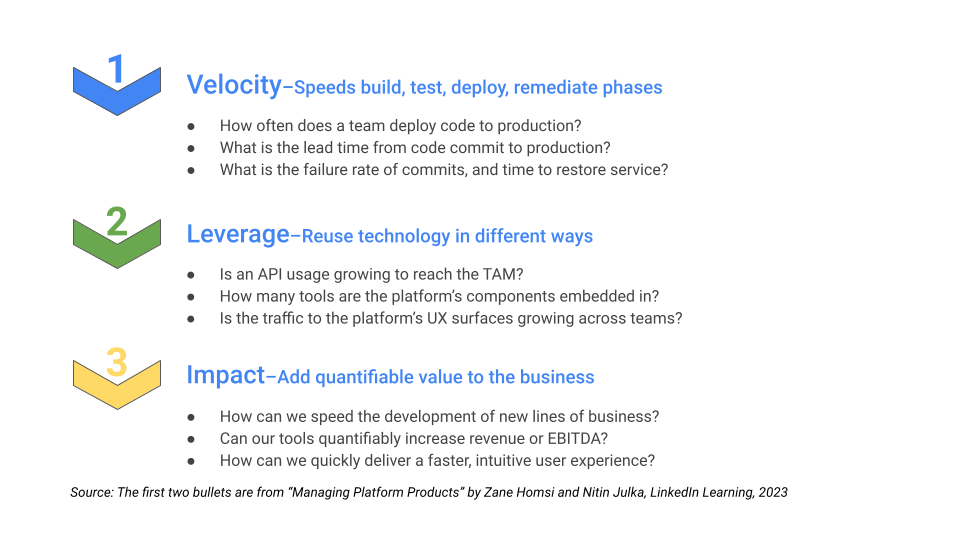 1
Velocity–Speeds build, test, deploy, remediate phases
● How often does a team deploy code to production?
● What is the lead time from code commit to production?
● What is the failure rate of commits, and time to restore service?
2
Leverage–Reuse technology in different ways
● Is an API usage growing to reach the TAM?
● How many tools are the platform’s components embedded in?
● Is the traffic to the platform’s UX surfaces growing across teams?
3
Impact–Add quantifiable value to the business
● How can we speed the development of new lines of business?
● Can our tools quantifiably increase revenue or EBITDA?
● How can we quickly deliver a faster, intuitive user experience?
Source: The first two bullets are from “Managing Platform Products” by Zane Homsi and Nitin Julka, LinkedIn Learning, 2023